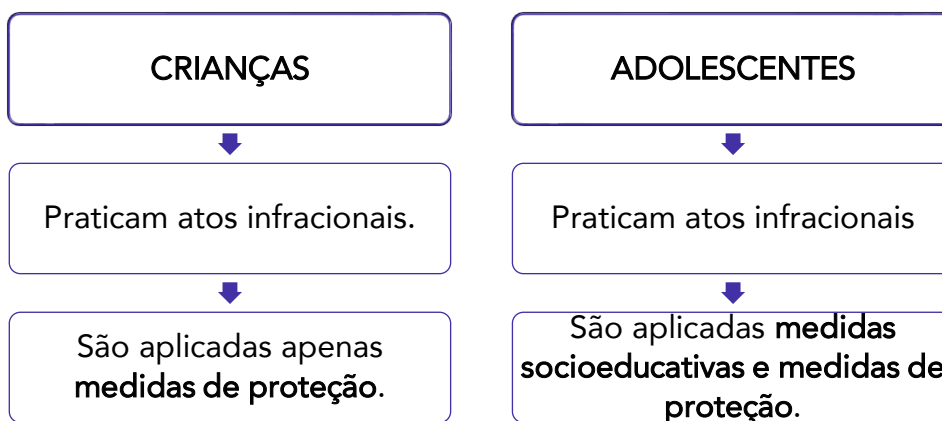 CRIANÇAS
Praticam atos infracionais.
São aplicadas apenas
medidas de proteção.
ADOLESCENTES
Praticam atos infracionais
São aplicadas medidas
socioeducativas e medidas de
proteção.